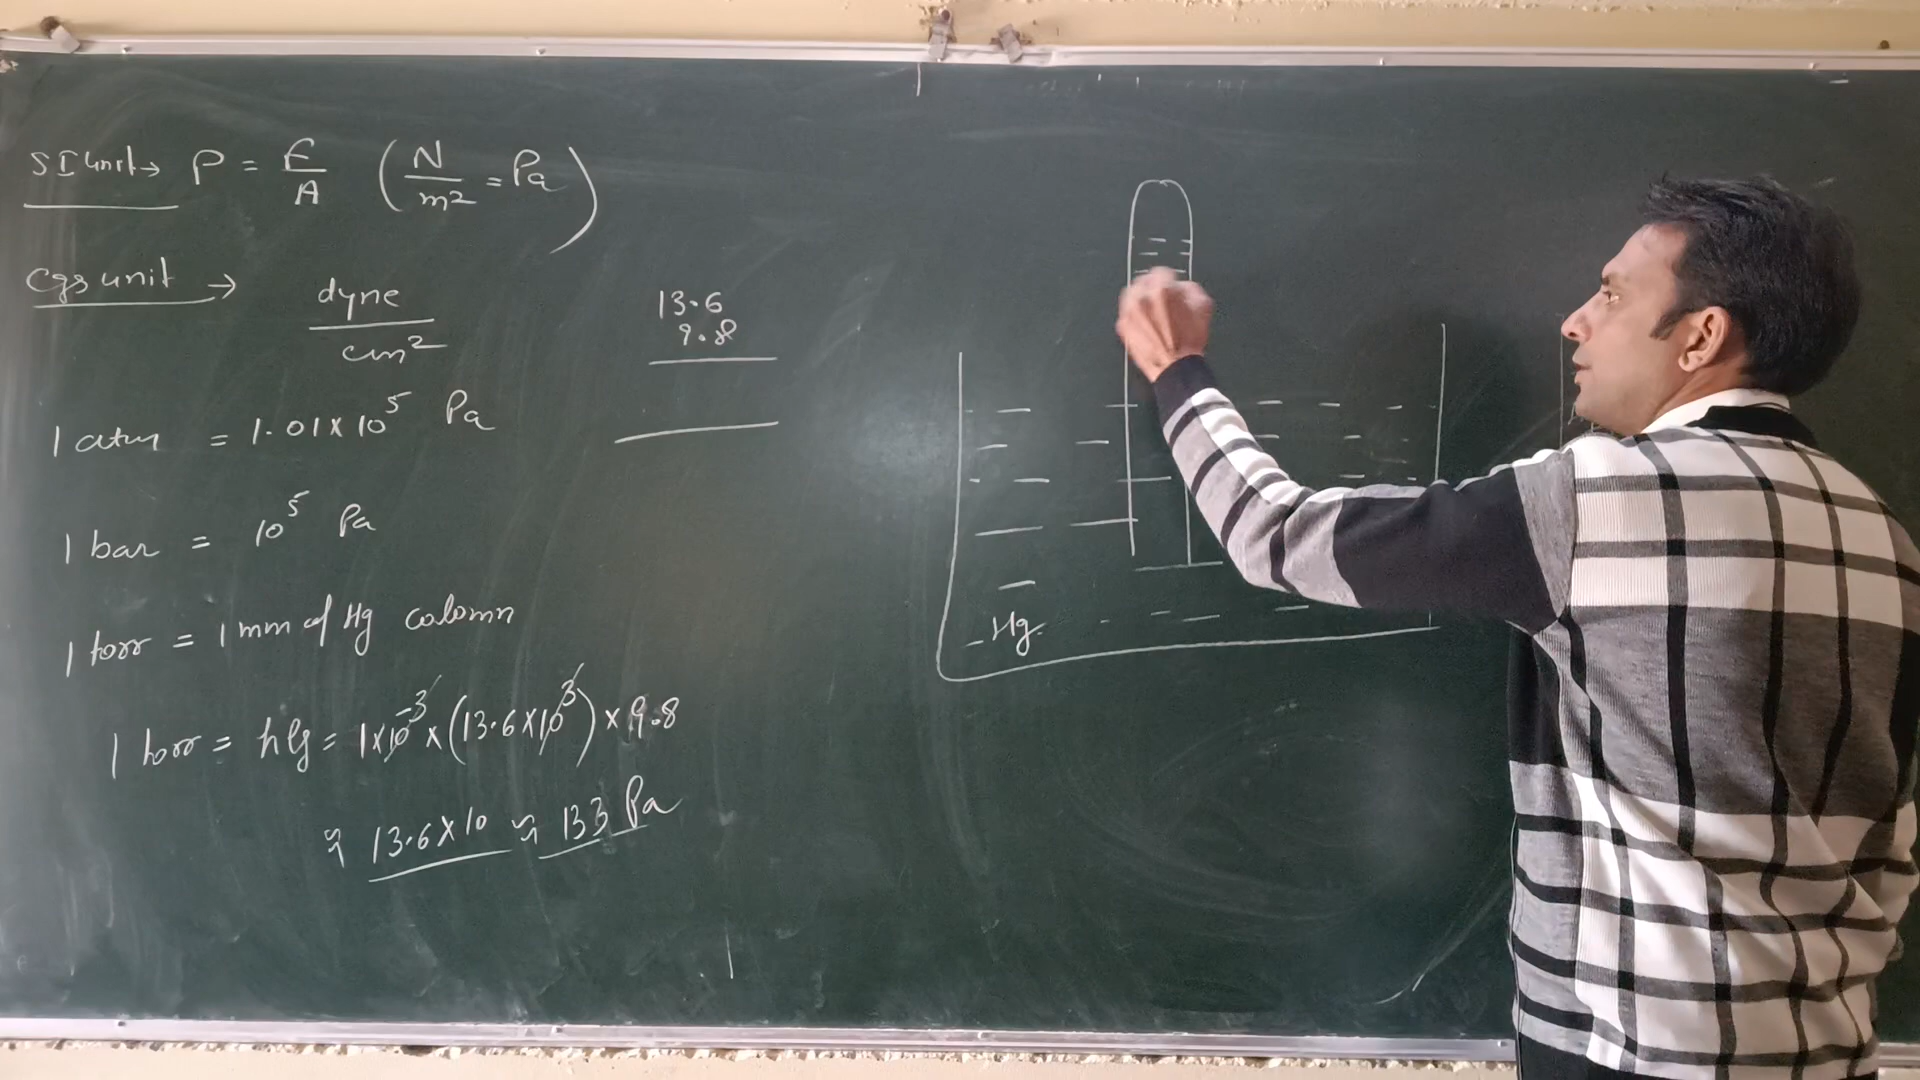 SI unit → P = F/A (N/m² = Pa)
Cgs unit → dyne/cm²
1 atm = 1.01 × 10⁵ Pa
1 bar = 10⁵ Pa
1 torr = 1 mm of Hg colomn
1 torr = hρg = 1×10⁻³ × (13.6×10³) × 9.8
≈ 13.6×10 ≈ 133 Pa
13.6
9.8
Hg